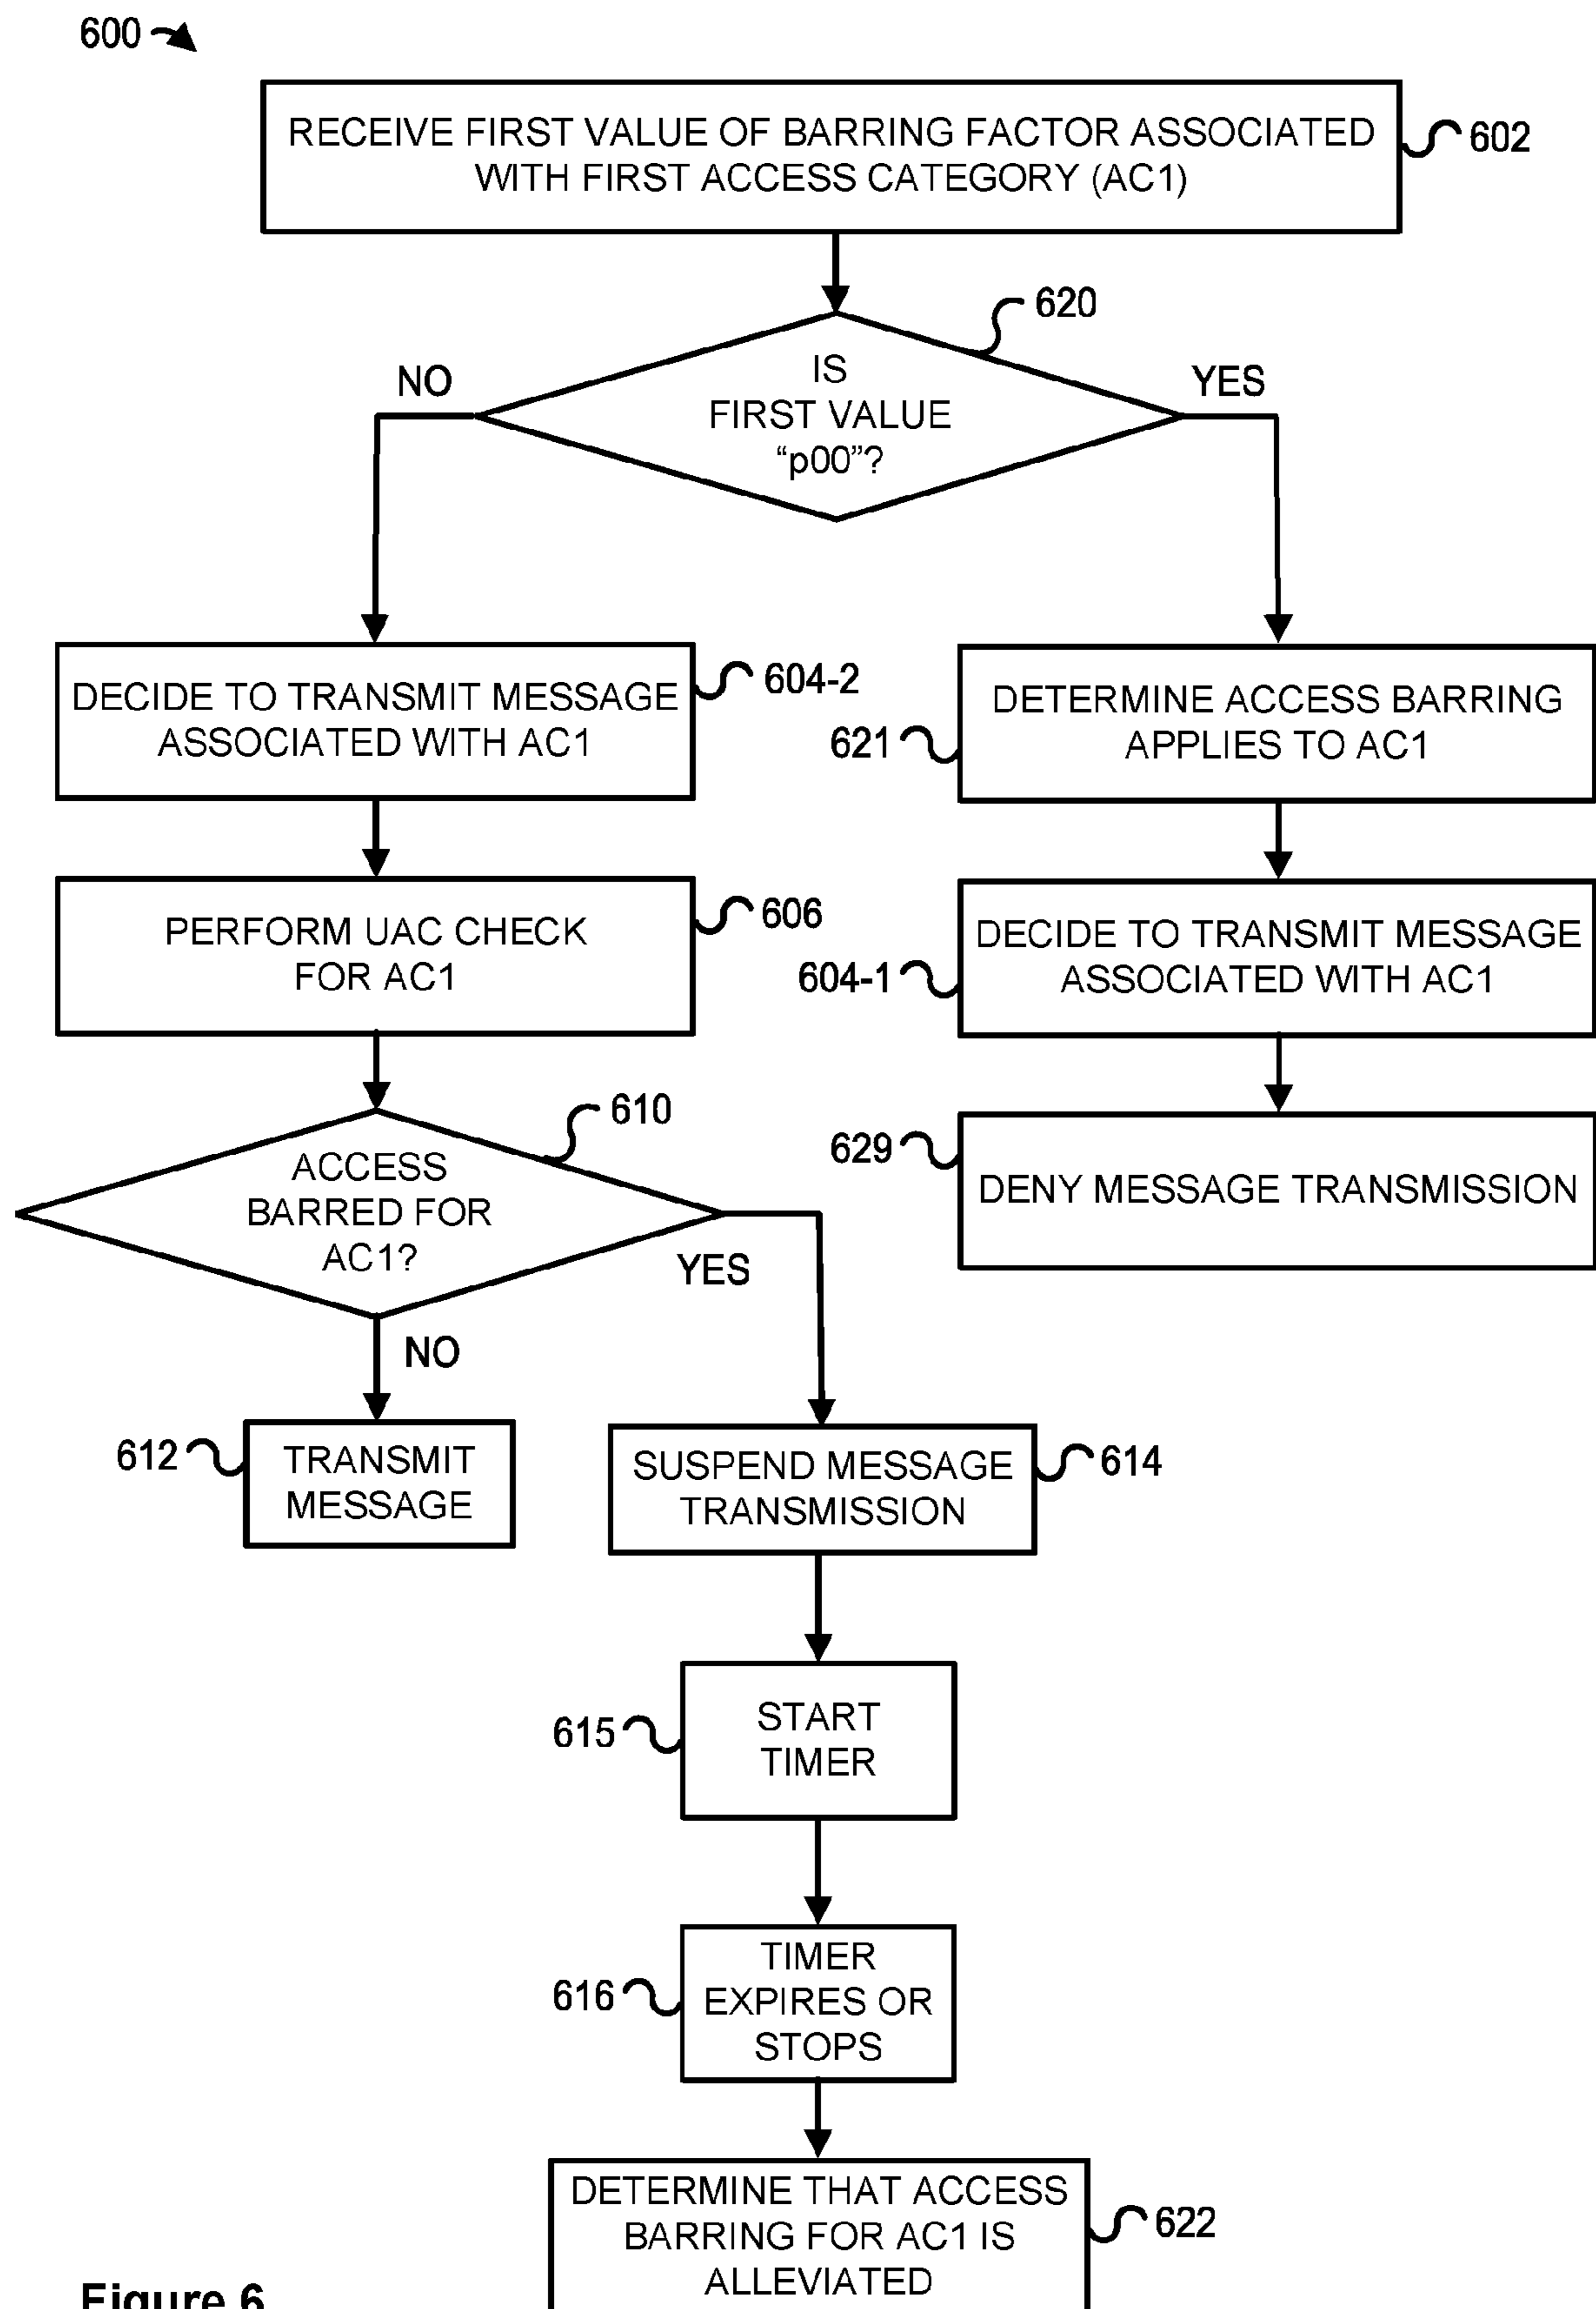 600
RECEIVE FIRST VALUE OF BARRING FACTOR ASSOCIATED
WITH FIRST ACCESS CATEGORY (AC1)
602
620
NO
IS
FIRST VALUE
“p00”?
YES
DECIDE TO TRANSMIT MESSAGE
ASSOCIATED WITH AC1
604-2
DETERMINE ACCESS BARRING
APPLIES TO AC1
621
PERFORM UAC CHECK
FOR AC1
606
DECIDE TO TRANSMIT MESSAGE
ASSOCIATED WITH AC1
604-1
610
ACCESS
BARRED FOR
AC1?
YES
NO
629
DENY MESSAGE TRANSMISSION
612
TRANSMIT
MESSAGE
SUSPEND MESSAGE
TRANSMISSION
614
615
START
TIMER
616
TIMER
EXPIRES OR
STOPS
DETERMINE THAT ACCESS
BARRING FOR AC1 IS
ALLEVIATED
622
Figure 6